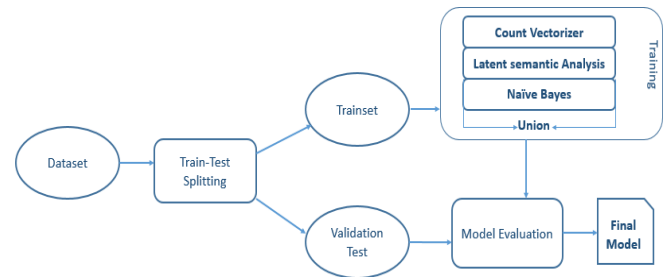 Dataset
Train-Test
Splitting
Trainset
Validation
Test
Count Vectorizer
Latent semantic Analysis
Naïve Bayes
Union
Training
Model Evaluation
Final
Model